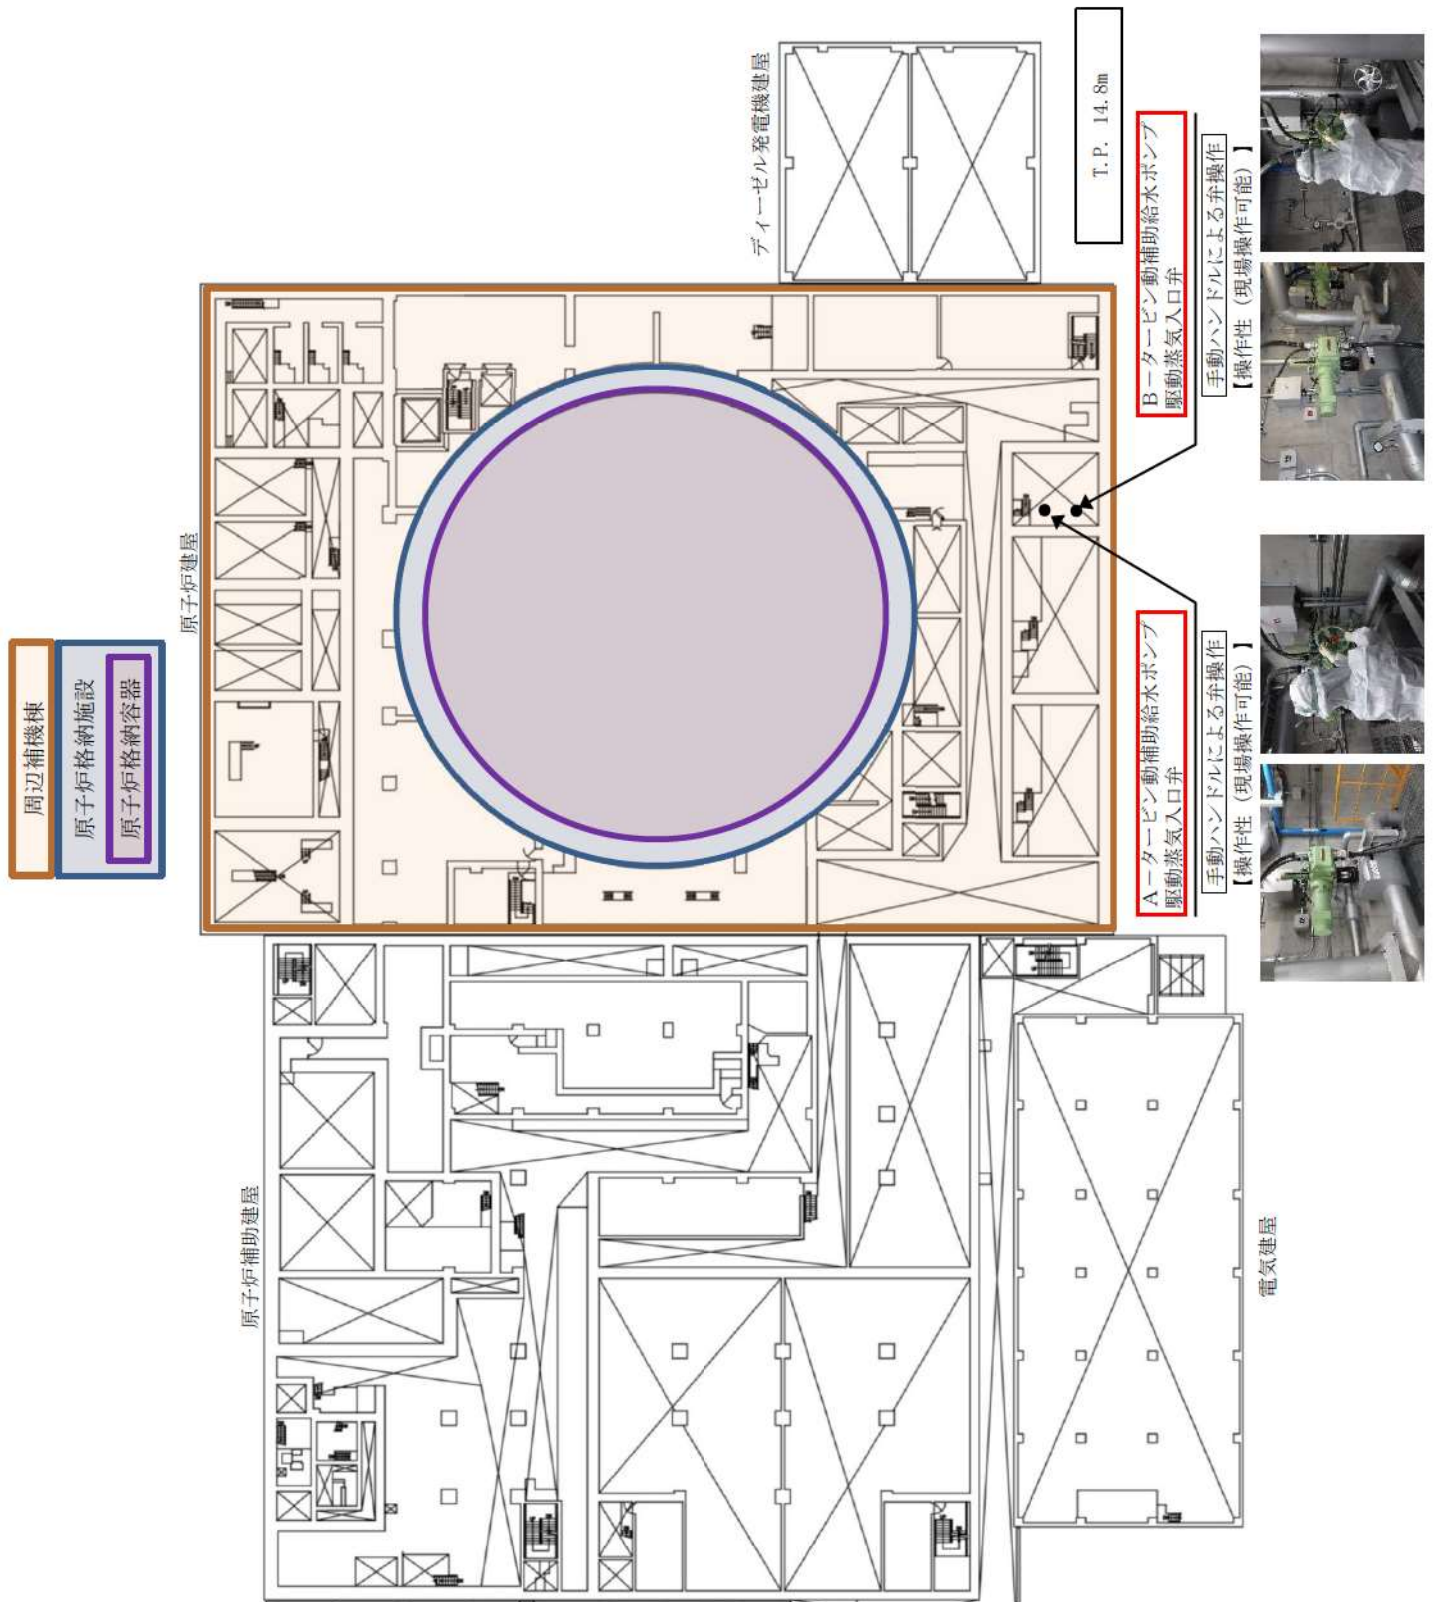 周辺補機棟
原子炉格納施設
原子炉格納容器
原子炉建屋
ディーゼル発電機建屋
T.P. 14.8m
原子炉補助建屋
電気建屋
A-タービン動補助給水ポンプ
駆動蒸気入口弁
手動ハンドルによる弁操作
【操作性(現場操作可能)】
B-タービン動補助給水ポンプ
駆動蒸気入口弁
手動ハンドルによる弁操作
【操作性(現場操作可能)】